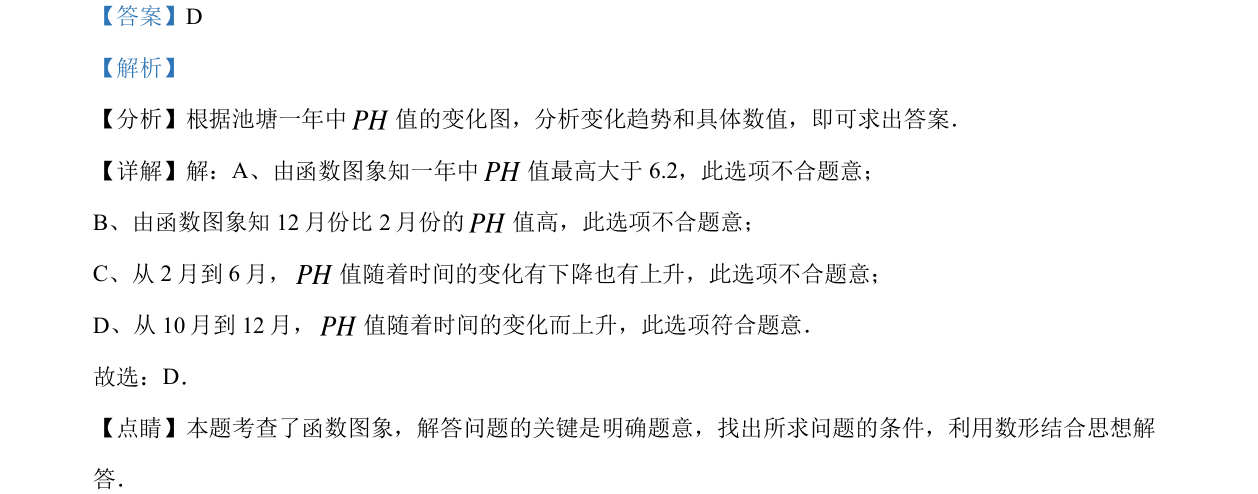 【答案】D
【解析】
【分析】根据池塘一年中 PH 值的变化图，分析变化趋势和具体数值，即可求出答案．
【详解】解：A、由函数图象知一年中 PH 值最高大于 6.2，此选项不合题意；
B、由函数图象知 12 月份比 2 月份的 PH 值高，此选项不合题意；
C、从 2 月到 6 月， PH 值随着时间的变化有下降也有上升，此选项不合题意；
D、从 10 月到 12 月， PH 值随着时间的变化而上升，此选项符合题意．
故选：D．
【点睛】本题考查了函数图象，解答问题的关键是明确题意，找出所求问题的条件，利用数形结合思想解
答．